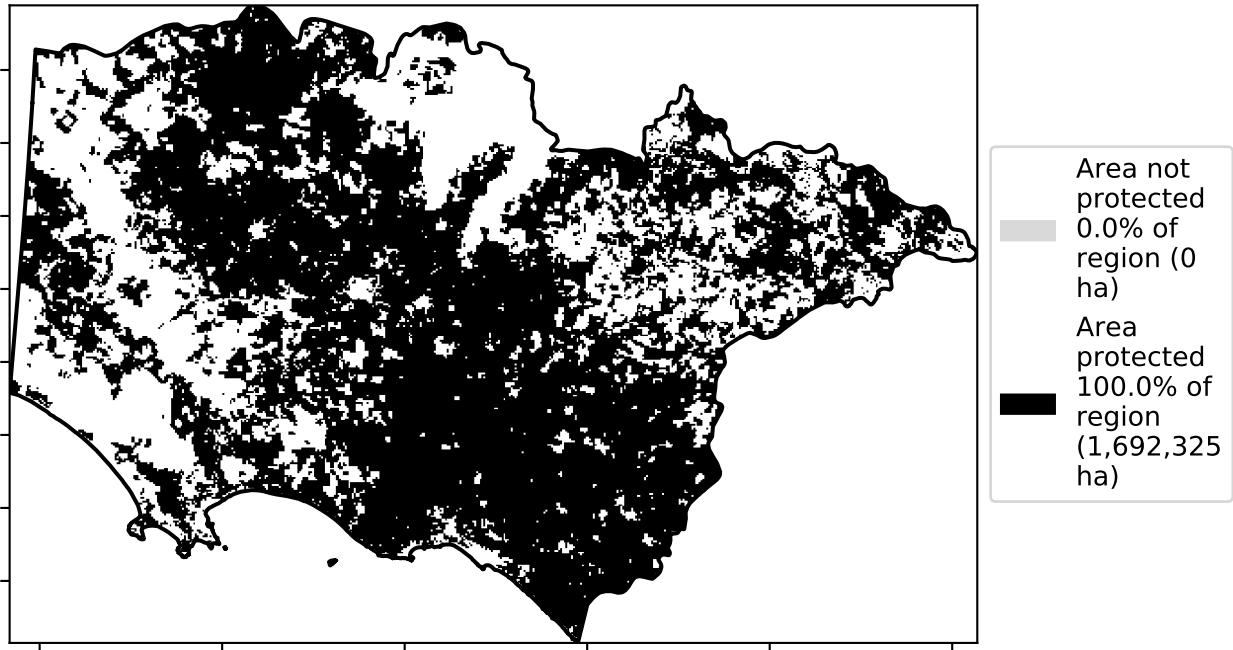 Area not
protected
0.0% of
region (0
ha)
Area
protected
100.0% of
region
(1,692,325
ha)